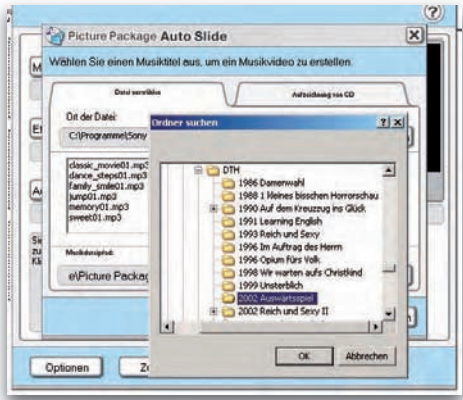 Picture Package Auto Slide
Wählen Sie einen Musiktitel aus, um ein Musikvideo zu erstellen.
Datei auswählen
Aufzeichnung von CD
Ort der Datei:
C:\Programme\Sony
classic_movie01.mp3
dance_steps01.mp3
family_smile01.mp3
jump01.mp3
memory01.mp3
sweet01.mp3
Musikdateipfad:
e\Picture Packag
Ordner suchen
DTH
1986 Damenwahl
1988 1 kleines bisschen Horrorschau
1990 Auf dem Kreuzzug ins Glück
1991 Learning English
1993 Reich und Sexy
1996 Im Auftrag des Herrn
1996 Opium fürs Volk
1998 Wir warten aufs Christkind
1999 Unsterblich
2002 Auswärtsspiel
2002 Reich und Sexy II
OK
Abbrechen
Optionen